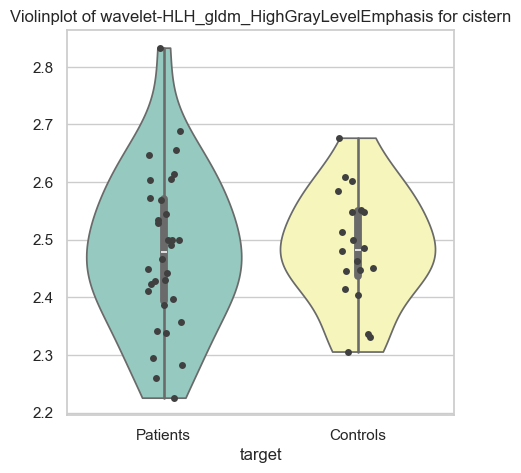 Violinplot of wavelet-HLH_gldm_HighGrayLevelEmphasis for cistern
2.8
2.7
2.6
2.5
2.4
2.3
2.2
Patients
Controls
target